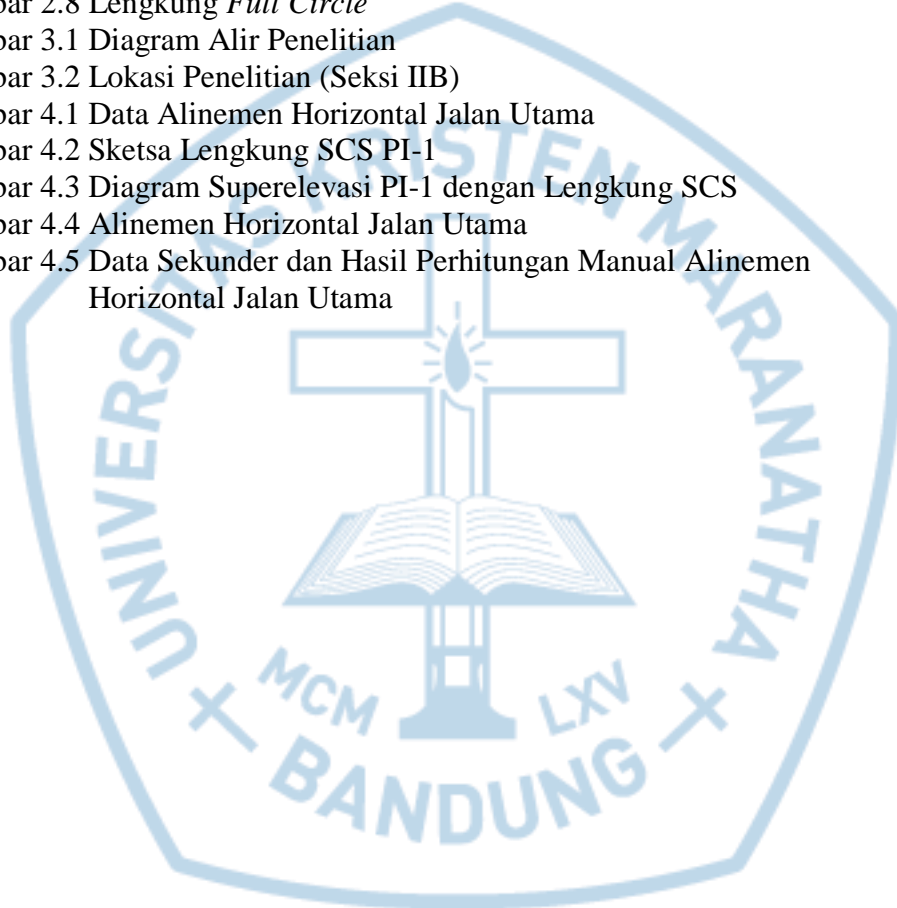 bar 2.8 Lengkung Full Circle
bar 3.1 Diagram Alir Penelitian
bar 3.2 Lokasi Penelitian (Seksi IIB)
bar 4.1 Data Alinemen Horizontal Jalan Utama
bar 4.2 Sketsa Lengkung SCS PI-1
bar 4.3 Diagram Superelevasi PI-1 dengan Lengkung SCS
bar 4.4 Alinemen Horizontal Jalan Utama
bar 4.5 Data Sekunder dan Hasil Perhitungan Manual Alinemen
Horizontal Jalan Utama
UNIVERSITAS KRISTEN MARANATHA
MCM LXV
BANDUNG